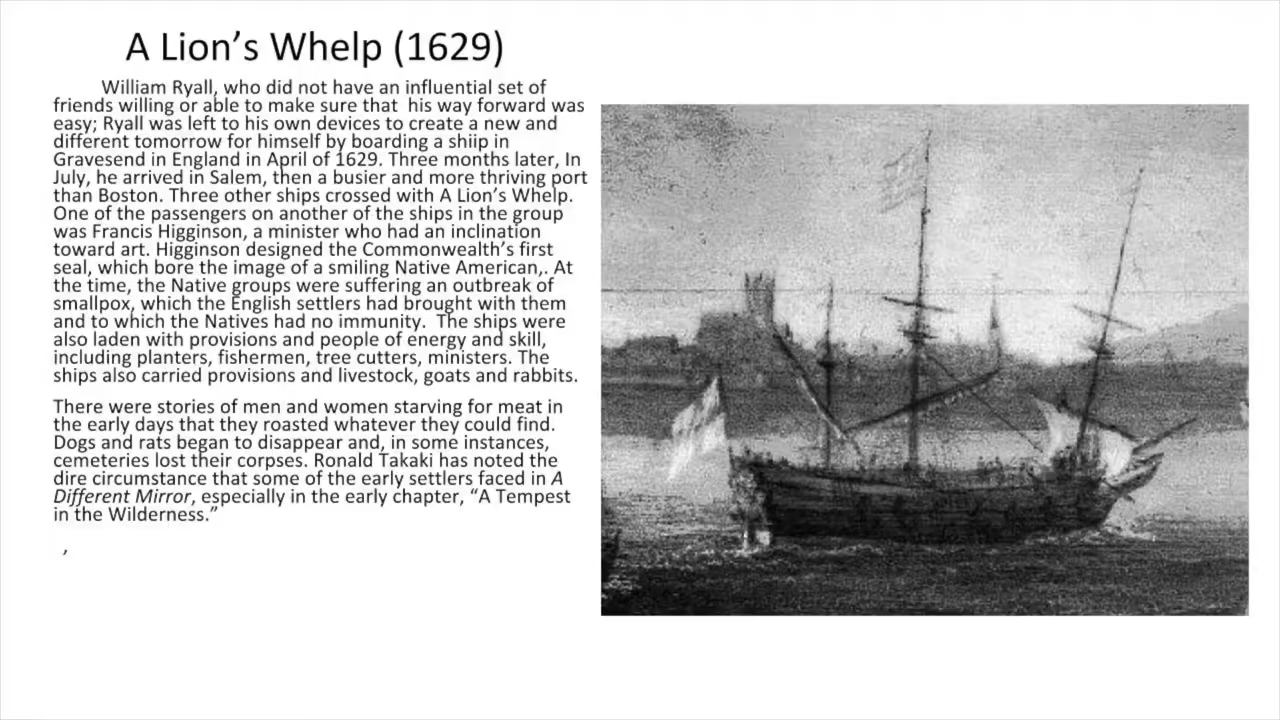 A Lion’s Whelp (1629)
William Ryall, who did not have an influential set of
friends willing or able to make sure that  his way forward was
easy; Ryall was left to his own devices to create a new and
different tomorrow for himself by boarding a shiip in
Gravesend in England in April of 1629. Three months later, In
July, he arrived in Salem, then a busier and more thriving port
than Boston. Three other ships crossed with A Lion’s Whelp.
One of the passengers on another of the ships in the group
was Francis Higginson, a minister who had an inclination
toward art. Higginson designed the Commonwealth’s first
seal, which bore the image of a smiling Native American,. At
the time, the Native groups were suffering an outbreak of
smallpox, which the English settlers had brought with them
and to which the Natives had no immunity.  The ships were
also laden with provisions and people of energy and skill,
including planters, fishermen, tree cutters, ministers. The
ships also carried provisions and livestock, goats and rabbits.
There were stories of men and women starving for meat in
the early days that they roasted whatever they could find.
Dogs and rats began to disappear and, in some instances,
cemeteries lost their corpses. Ronald Takaki has noted the
dire circumstance that some of the early settlers faced in A
Different Mirror, especially in the early chapter, “A Tempest
in the Wilderness.”
,